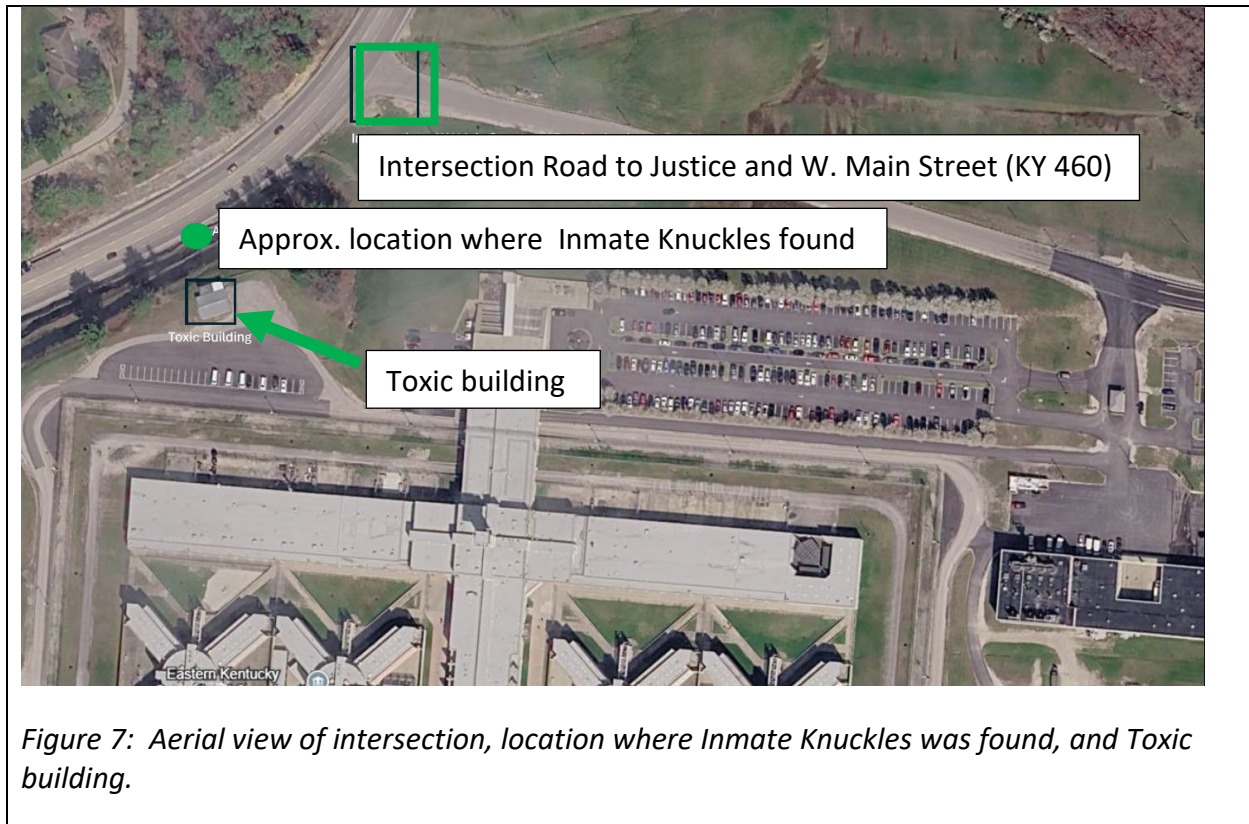 Intersection Road to Justice and W. Main Street (KY 460)
Approx. location where Inmate Knuckles found
Toxic Building
Toxic building
Eastern Kentucky
Figure 7: Aerial view of intersection, location where Inmate Knuckles was found, and Toxic
building.